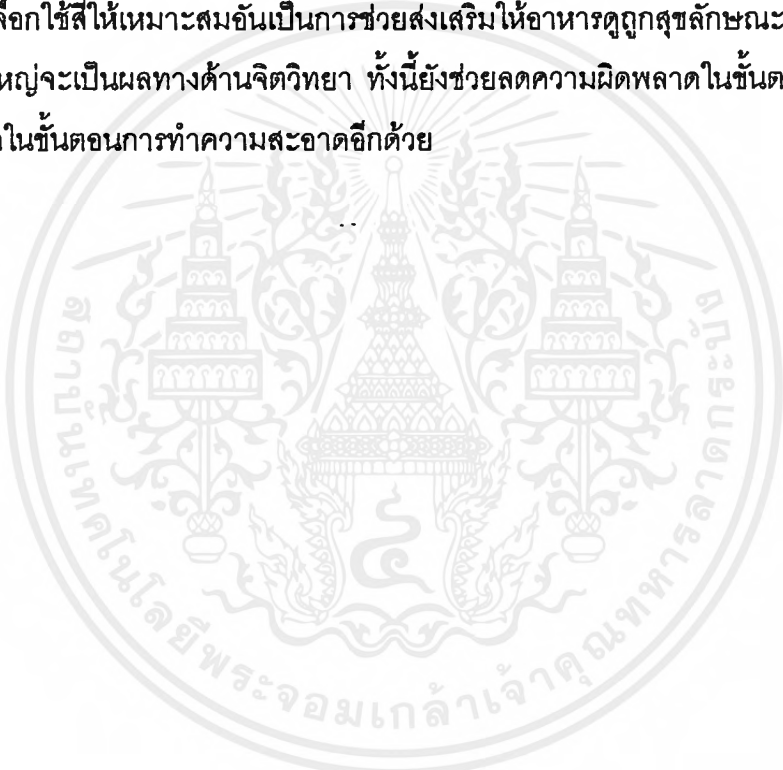 ลือกใช้สีให้เหมาะสมอันเป็นการช่วยส่งเสริมให้อาหารดูถูกสุขลักษณะ
หญ่จะเป็นผลทางด้านจิตวิทยา ทั้งนี้ยังช่วยลดความผิดพลาดในขั้นต
ในขั้นตอนการทำความสะอาดอีกด้วย
สถาบันเทคโนโลยีพระจอมเกล้าเจ้าคุณทหารลาดกระบัง